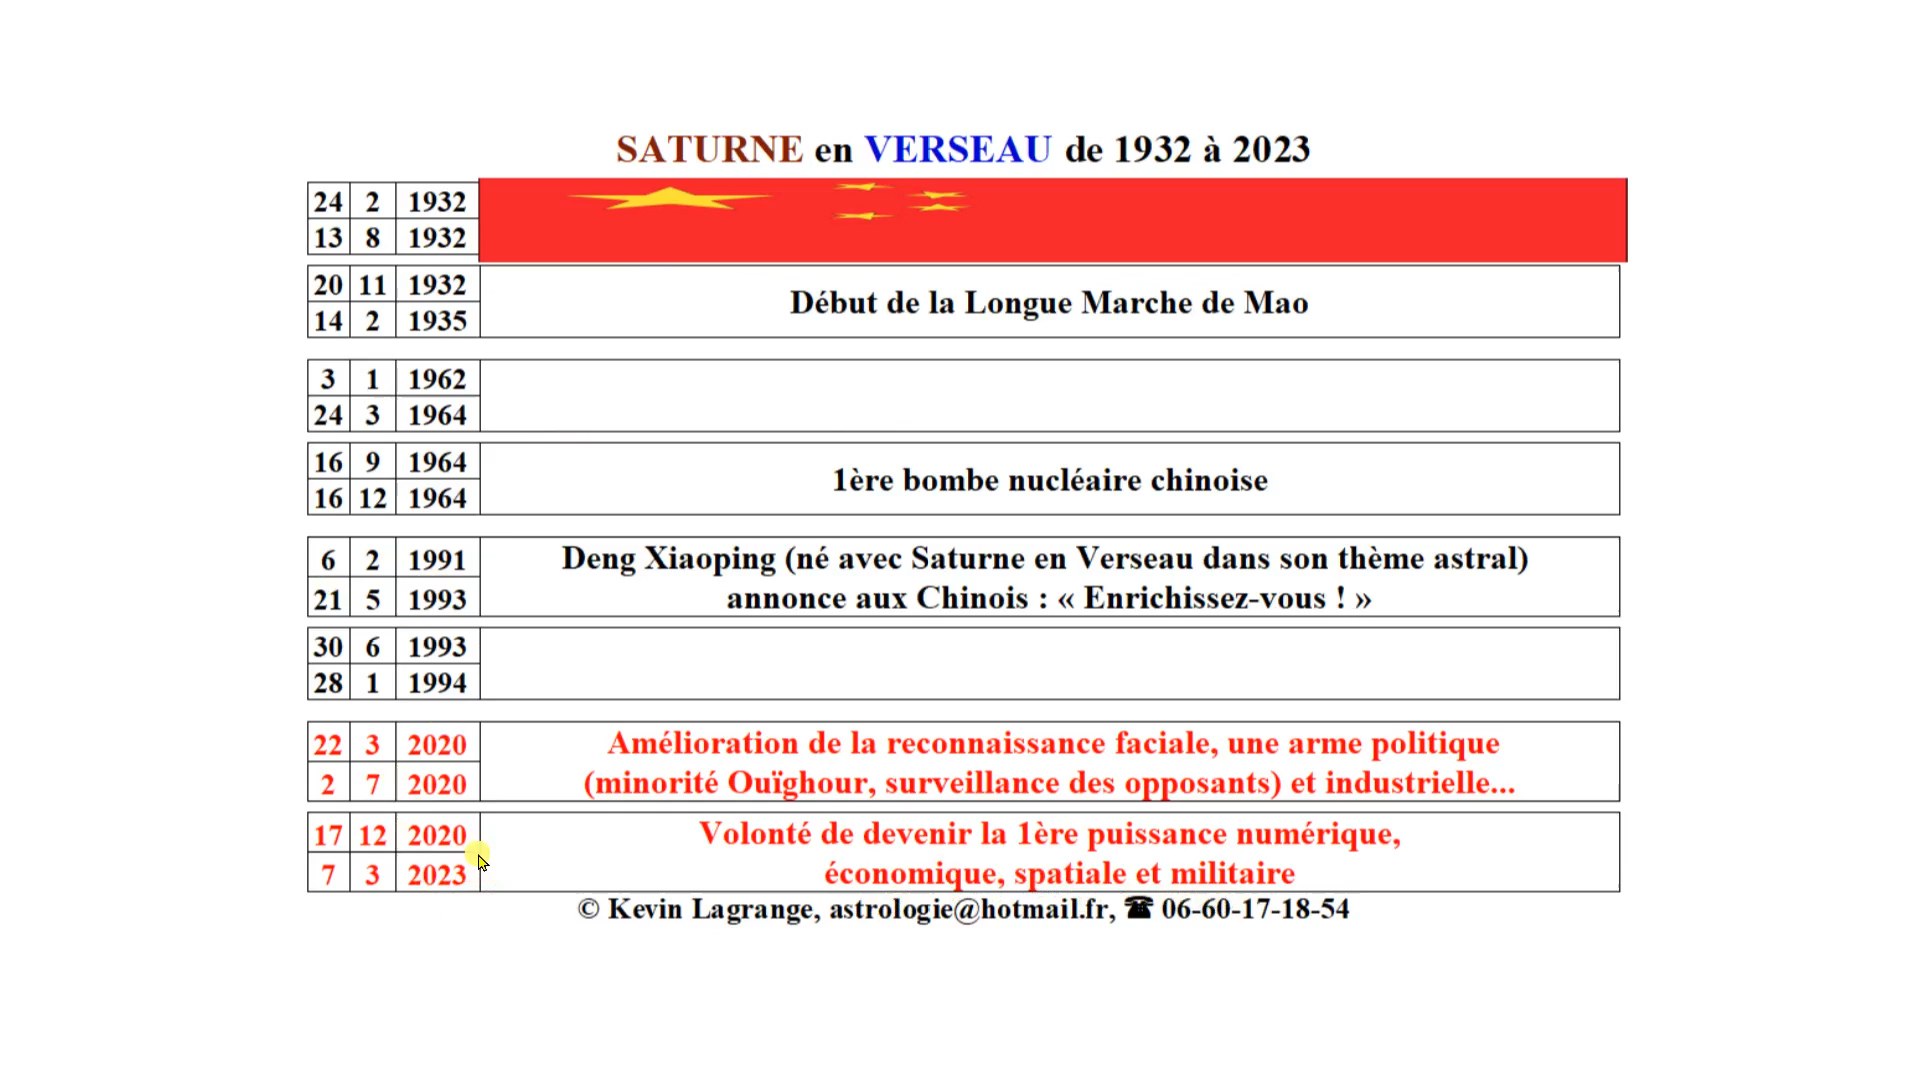 SATURNE en VERSEAU de 1932 à 2023
24 2 1932
13 8 1932
20 11 1932
14 2 1935
Début de la Longue Marche de Mao
3 1 1962
24 3 1964
16 9 1964
16 12 1964
1ère bombe nucléaire chinoise
6 2 1991
21 5 1993
Deng Xiaoping (né avec Saturne en Verseau dans son thème astral)
annonce aux Chinois : « Enrichissez-vous ! »
30 6 1993
28 1 1994
22 3 2020
2 7 2020
Amélioration de la reconnaissance faciale, une arme politique
(minorité Ouïghour, surveillance des opposants) et industrielle...
17 12 2020
7 3 2023
Volonté de devenir la 1ère puissance numérique,
économique, spatiale et militaire
© Kevin Lagrange, astrologie@hotmail.fr, ☎ 06-60-17-18-54